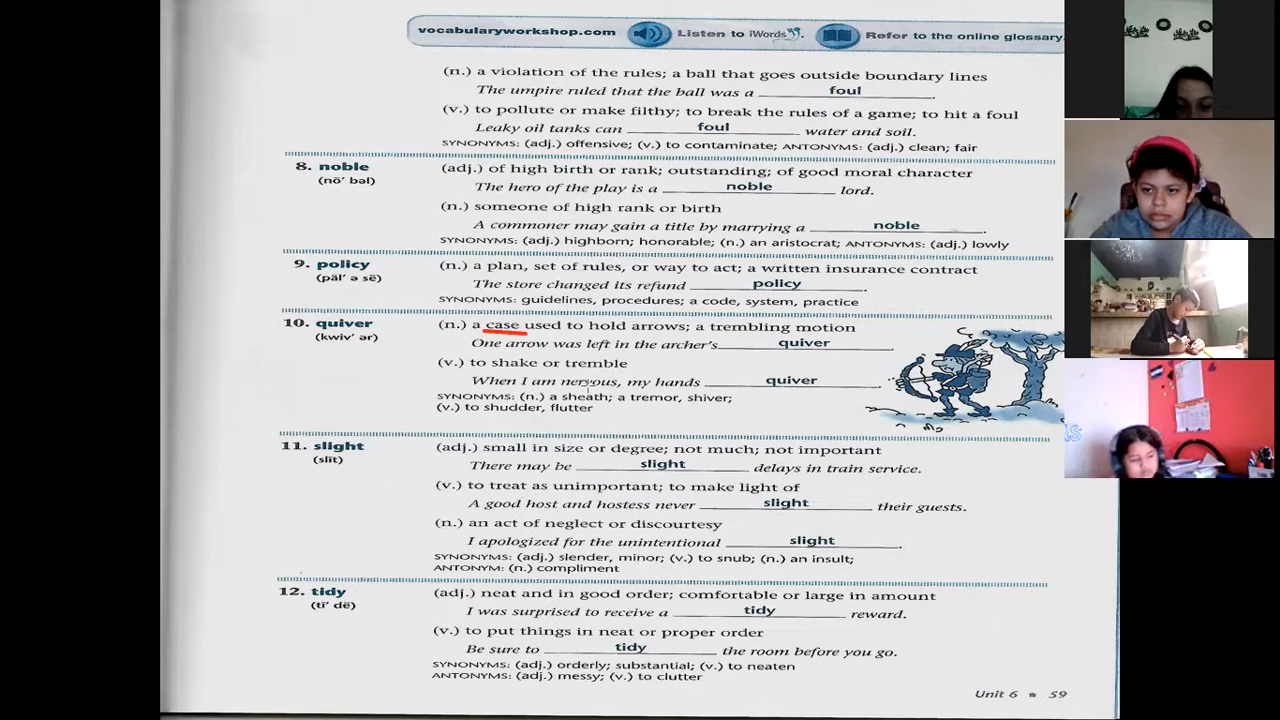 vocabularyworkshop.com Listen to iWords. Refer to the online glossary.
(n.) a violation of the rules; a ball that goes outside boundary lines
The umpire ruled that the ball was a foul.
(v.) to pollute or make filthy; to break the rules of a game; to hit a foul
Leaky oil tanks can foul water and soil.
SYNONYMS: (adj.) offensive; (v.) to contaminate; ANTONYMS: (adj.) clean; fair
8. noble (adj.) of high birth or rank; outstanding; of good moral character
(nō' bəl) The hero of the play is a noble lord.
(n.) someone of high rank or birth
A commoner may gain a title by marrying a noble.
SYNONYMS: (adj.) highborn; honorable; (n.) an aristocrat; ANTONYMS: (adj.) lowly
9. policy (n.) a plan, set of rules, or way to act; a written insurance contract
(päl' ə sē) The store changed its refund policy.
SYNONYMS: guidelines, procedures; a code, system, practice
10. quiver (n.) a case used to hold arrows; a trembling motion
(kwiv' ər) One arrow was left in the archer's quiver.
(v.) to shake or tremble
When I am nervous, my hands quiver.
SYNONYMS: (n.) a sheath; a tremor, shiver;
(v.) to shudder, flutter
11. slight (adj.) small in size or degree; not much; not important
(slīt) There may be slight delays in train service.
(v.) to treat as unimportant; to make light of
A good host and hostess never slight their guests.
(n.) an act of neglect or discourtesy
I apologized for the unintentional slight.
SYNONYMS: (adj.) slender, minor; (v.) to snub; (n.) an insult;
ANTONYM: (n.) compliment
12. tidy (adj.) neat and in good order; comfortable or large in amount
(tī' dē) I was surprised to receive a tidy reward.
(v.) to put things in neat or proper order
Be sure to tidy the room before you go.
SYNONYMS: (adj.) orderly; substantial; (v.) to neaten
ANTONYMS: (adj.) messy; (v.) to clutter
Unit 6 ■ 59